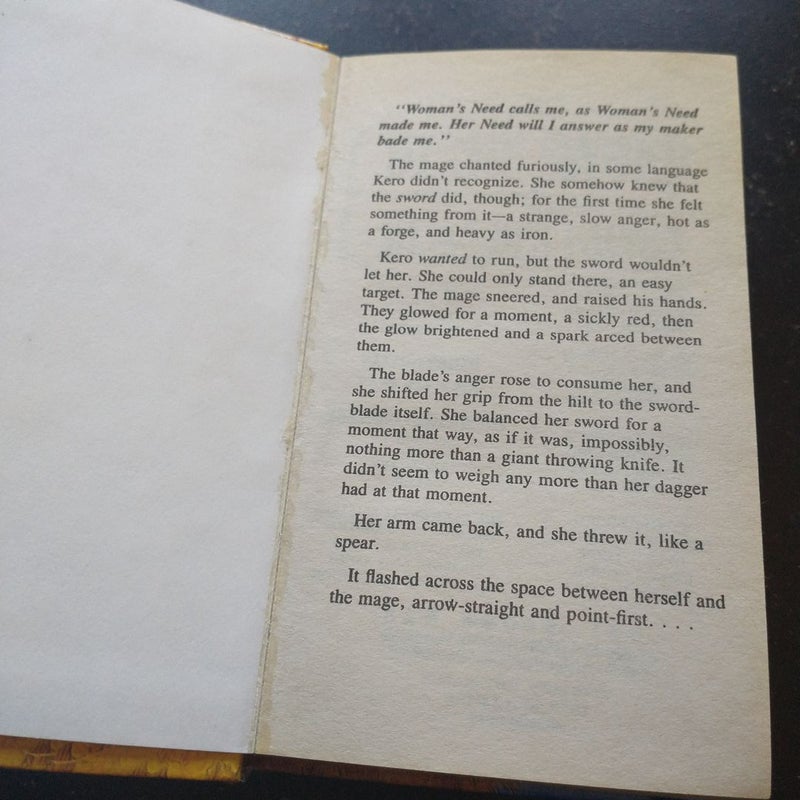 “Woman’s Need calls me, as Woman’s Need
made me. Her Need will I answer as my maker
bade me.”
The mage chanted furiously, in some language
Kero didn’t recognize. She somehow knew that
the sword did, though; for the first time she felt
something from it—a strange, slow anger, hot as
a forge, and heavy as iron.
Kero wanted to run, but the sword wouldn’t
let her. She could only stand there, an easy
target. The mage sneered, and raised his hands.
They glowed for a moment, a sickly red, then
the glow brightened and a spark arced between
them.
The blade’s anger rose to consume her, and
she shifted her grip from the hilt to the sword-
blade itself. She balanced her sword for a
moment that way, as if it was, impossibly,
nothing more than a giant throwing knife. It
didn’t seem to weigh any more than her dagger
had at that moment.
Her arm came back, and she threw it, like a
spear.
It flashed across the space between herself and
the mage, arrow-straight and point-first. . . .